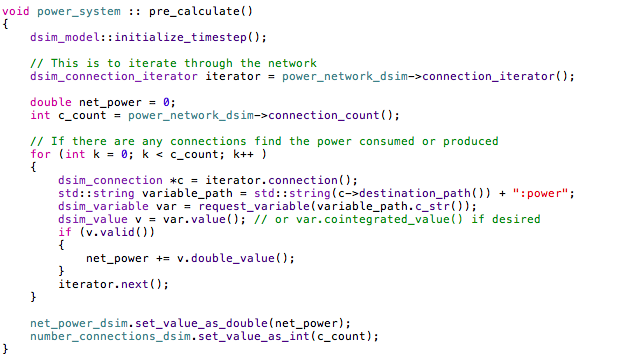 void power_system :: pre_calculate()
{
    dsim_model::initialize_timestep();

    // This is to iterate through the network
    dsim_connection_iterator iterator = power_network_dsim->connection_iterator();

    double net_power = 0;
    int c_count = power_network_dsim->connection_count();

    // If there are any connections find the power consumed or produced
    for (int k = 0; k < c_count; k++ )
    {
        dsim_connection *c = iterator.connection();
        std::string variable_path = std::string(c->destination_path()) + ":power";
        dsim_variable var = request_variable(variable_path.c_str());
        dsim_value v = var.value(); // or var.cointegrated_value() if desired
        if (v.valid())
        {
            net_power += v.double_value();
        }
        iterator.next();
    }

    net_power_dsim.set_value_as_double(net_power);
    number_connections_dsim.set_value_as_int(c_count);
}